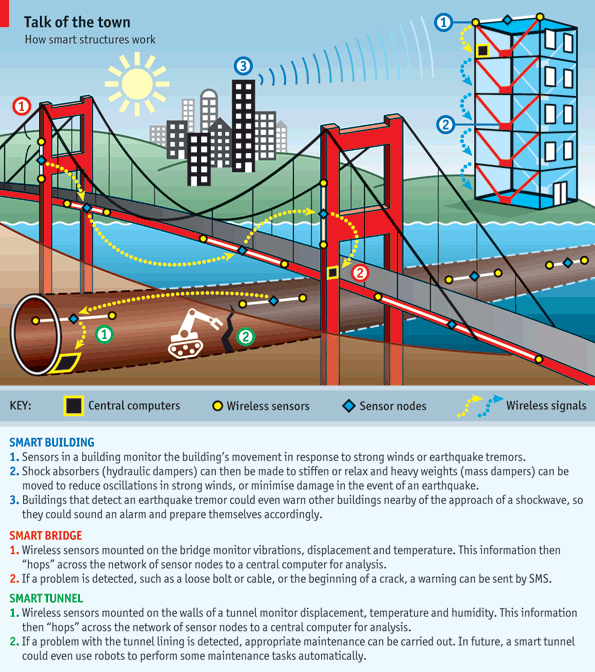 Talk of the town
How smart structures work
1
3
1
2
2
1
2
KEY:
Central computers
Wireless sensors
Sensor nodes
Wireless signals
SMART BUILDING
1. Sensors in a building monitor the building's movement in response to strong winds or earthquake tremors.
2. Shock absorbers (hydraulic dampers) can then be made to stiffen or relax and heavy weights (mass dampers) can be
moved to reduce oscillations in strong winds, or minimise damage in the event of an earthquake.
3. Buildings that detect an earthquake tremor could even warn other buildings nearby of the approach of a shockwave, so
they could sound an alarm and prepare themselves accordingly.
SMART BRIDGE
1. Wireless sensors mounted on the bridge monitor vibrations, displacement and temperature. This information then
“hops” across the network of sensor nodes to a central computer for analysis.
2. If a problem is detected, such as a loose bolt or cable, or the beginning of a crack, a warning can be sent by SMS.
SMART TUNNEL
1. Wireless sensors mounted on the walls of a tunnel monitor displacement, temperature and humidity. This information
then “hops” across the network of sensor nodes to a central computer for analysis.
2. If a problem with the tunnel lining is detected, appropriate maintenance can be carried out. In future, a smart tunnel
could even use robots to perform some maintenance tasks automatically.